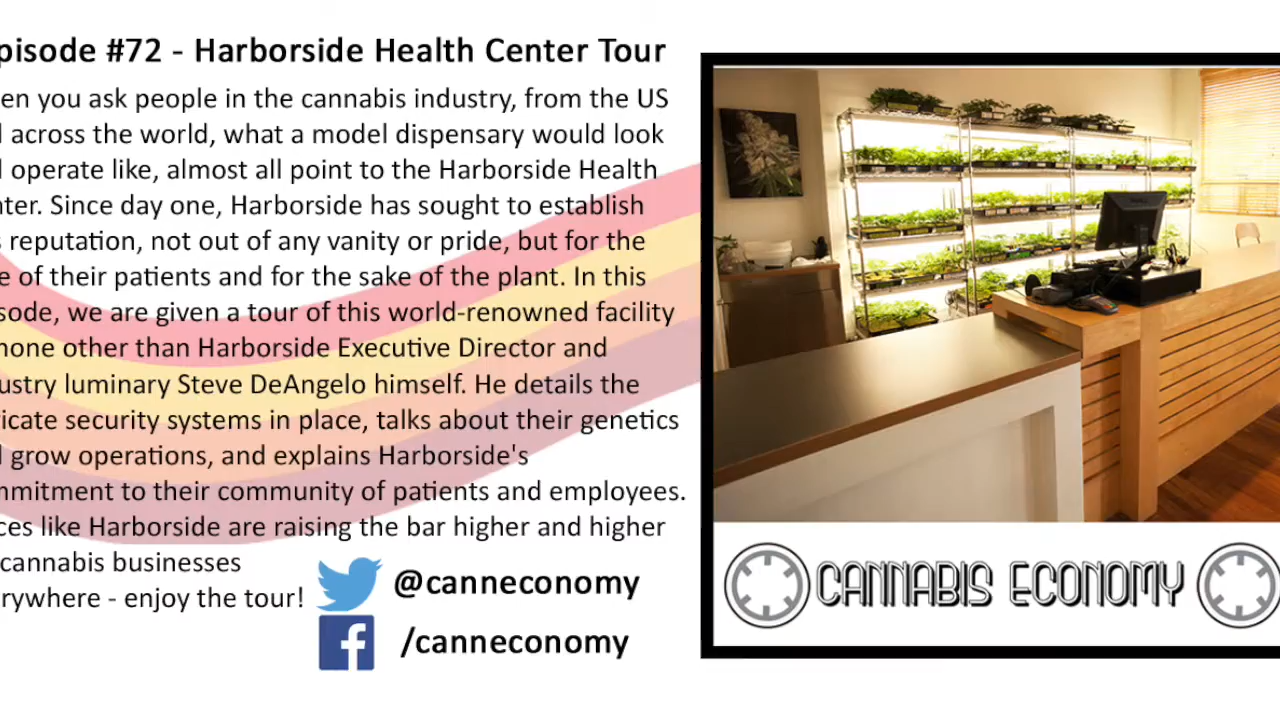 pisode #72 - Harborside Health Center Tour
en you ask people in the cannabis industry, from the US
l across the world, what a model dispensary would look
l operate like, almost all point to the Harborside Health
nter. Since day one, Harborside has sought to establish
s reputation, not out of any vanity or pride, but for the
e of their patients and for the sake of the plant. In this
sode, we are given a tour of this world-renowned facility
none other than Harborside Executive Director and
ustry luminary Steve DeAngelo himself. He details the
ricate security systems in place, talks about their genetics
l grow operations, and explains Harborside's
mmitment to their community of patients and employees.
ces like Harborside are raising the bar higher and higher
cannabis businesses
rywhere - enjoy the tour!
@canneconomy
/canneconomy
CANNABIS ECONOMY